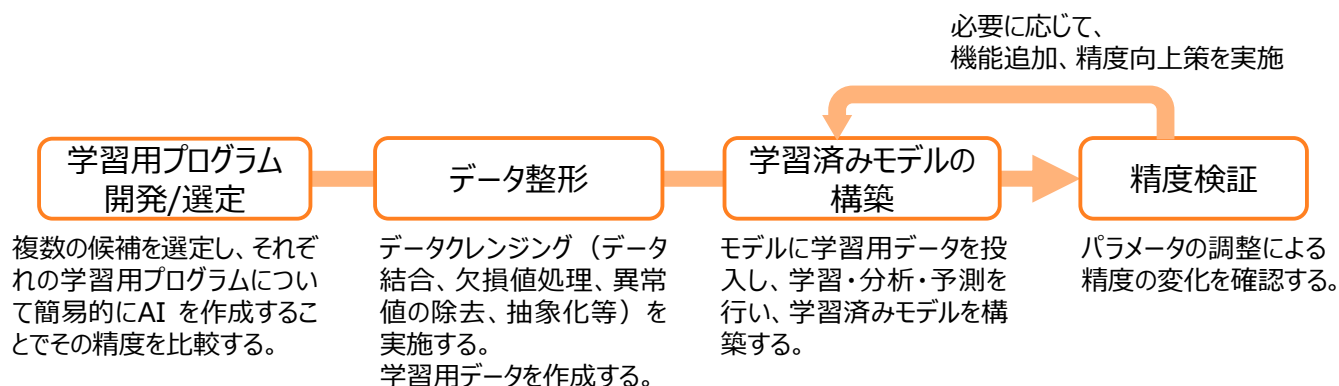 必要に応じて、
機能追加、精度向上策を実施
学習用プログラム
開発/選定
データ整形
学習済みモデルの
構築
精度検証
複数の候補を選定し、それぞ
れの学習用プログラムについ
て簡易的にAI を作成するこ
とでその精度を比較する。
データクレンジング（データ
結合、欠損値処理、異常
値の除去、抽象化等）を
実施する。
学習用データを作成する。
モデルに学習用データを投
入し、学習・分析・予測を
行い、学習済みモデルを構
築する。
パラメータの調整による
精度の変化を確認する。